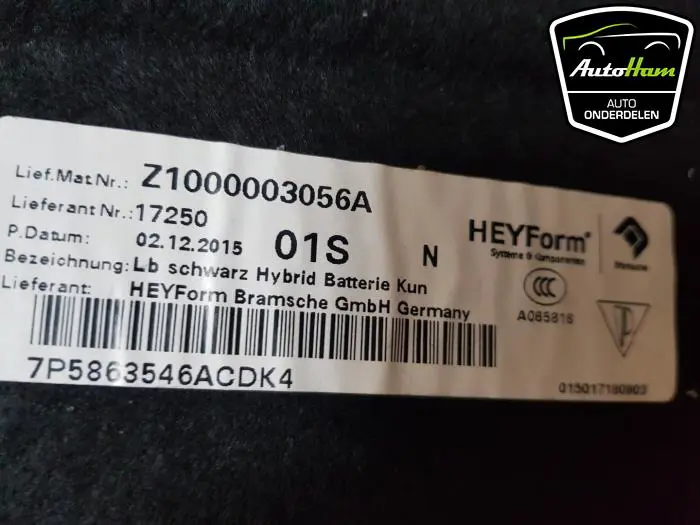 AutoHam
AUTO
ONDERDELEN
Lief.Mat.Nr.: Z1000003056A
Lieferant Nr.: 17250
P.Datum: 02.12.2015 01S N
Bezeichnung: Lb schwarz Hybrid Batterie Kun
Lieferant: HEYForm Bramsche GmbH Germany
7P5863546ACDK4
HEYForm
Systeme & Komponenten
CCC
A065816
015017180903